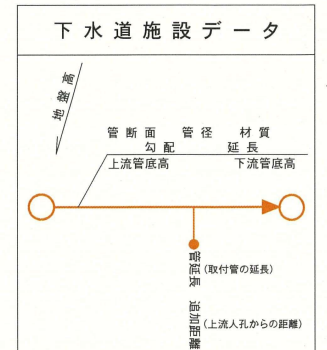 下水道施設データ
地盤高
管断面 管径 材質
勾配 延長
上流管底高 下流管底高
管延長 (取付管の延長)
追加距離 (上流人孔からの距離)